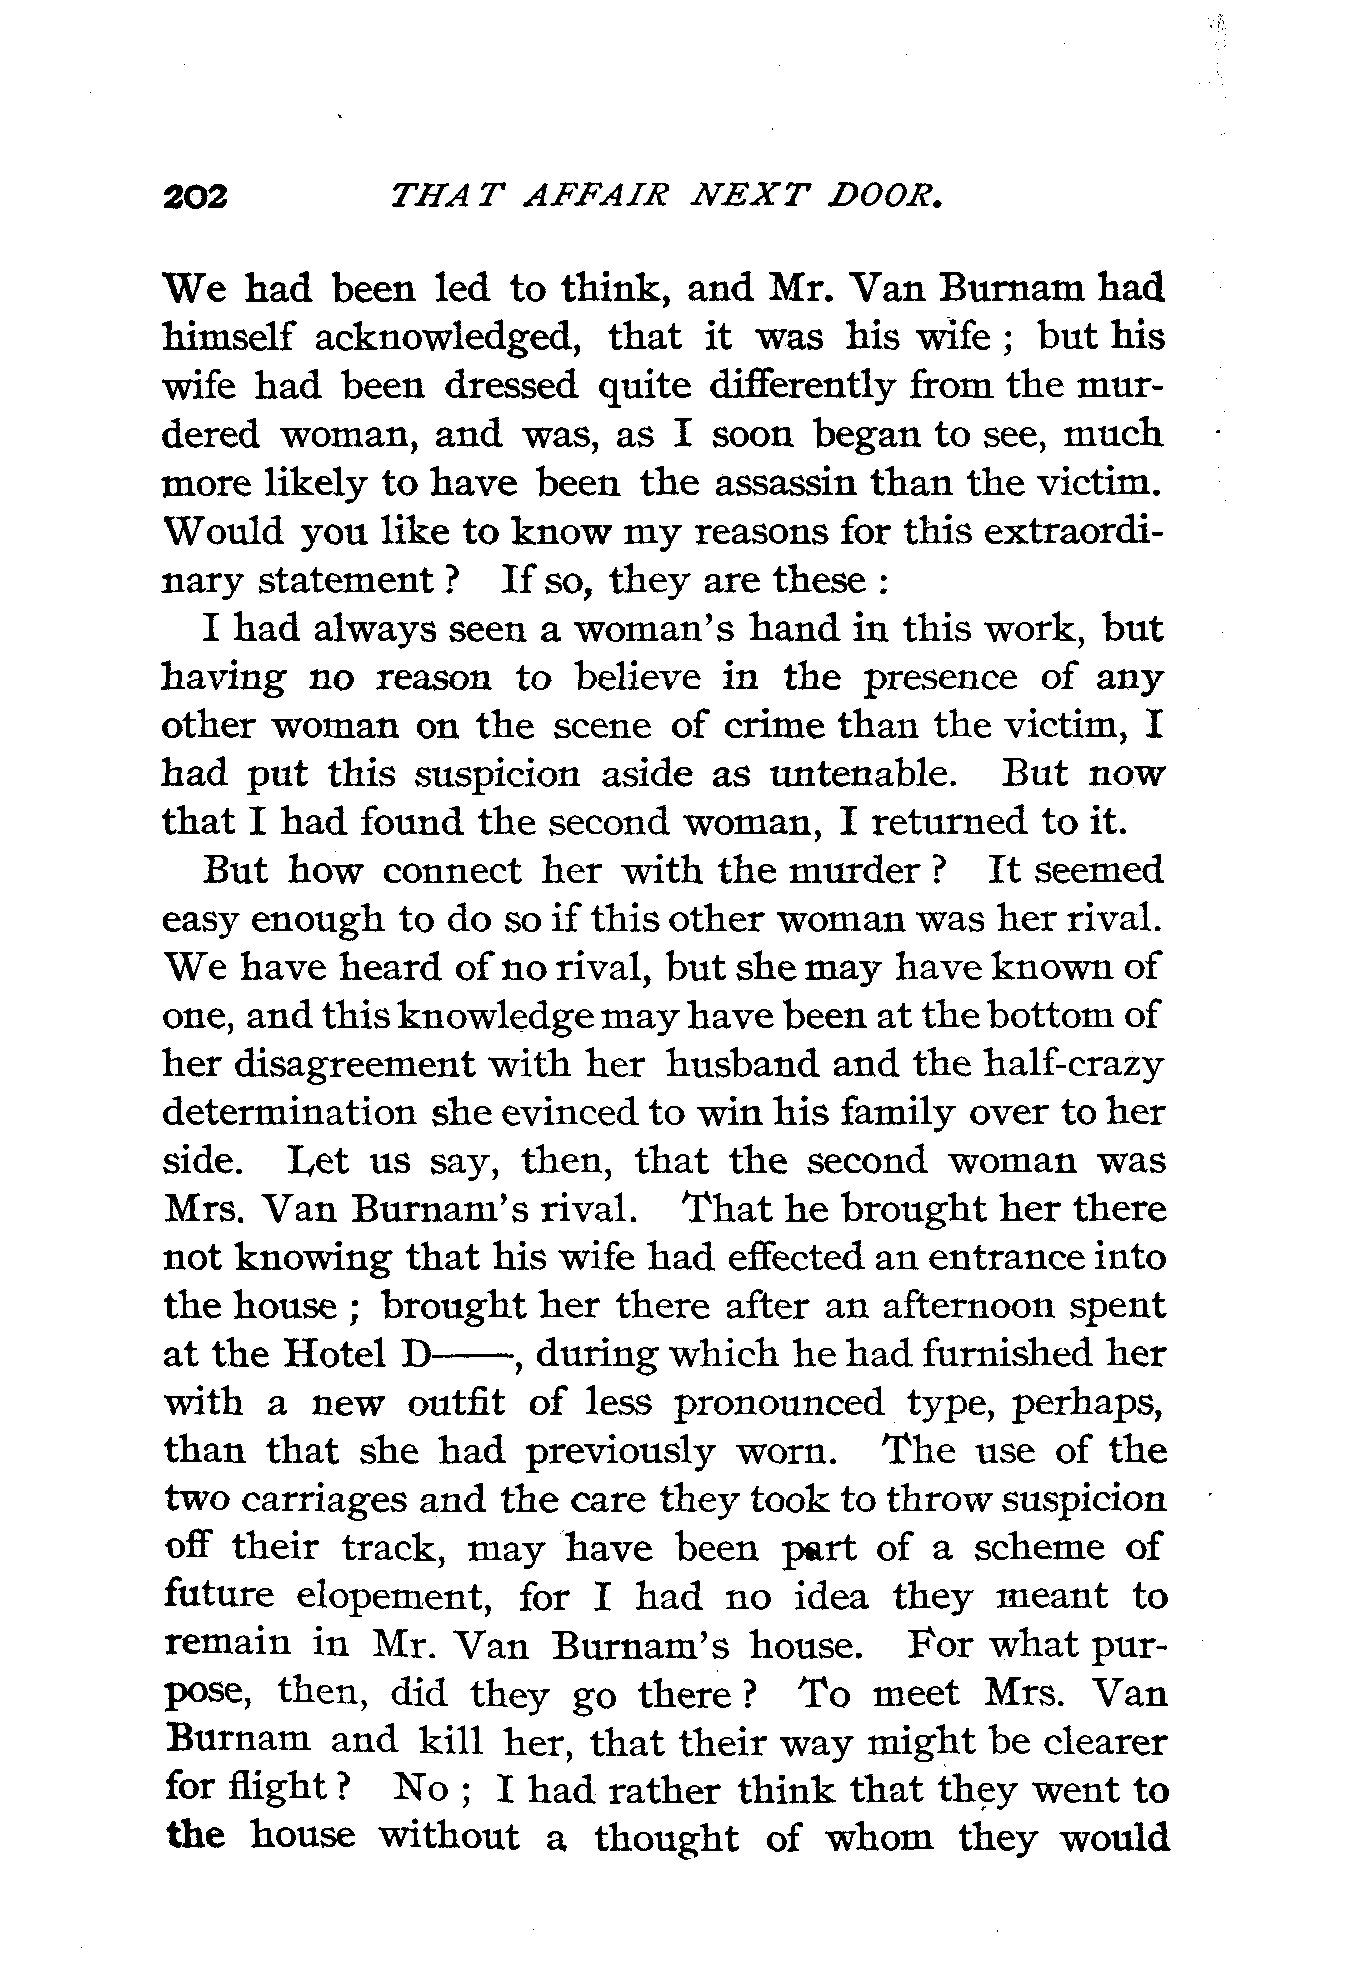 202 THAT AFFAIR NEXT DOOR.
We had been led to think, and Mr. Van Burnam had
himself acknowledged, that it was his wife ; but his
wife had been dressed quite differently from the mur-
dered woman, and was, as I soon began to see, much
more likely to have been the assassin than the victim.
Would you like to know my reasons for this extraordi-
nary statement ? If so, they are these :
I had always seen a woman's hand in this work, but
having no reason to believe in the presence of any
other woman on the scene of crime than the victim, I
had put this suspicion aside as untenable. But now
that I had found the second woman, I returned to it.
But how connect her with the murder ? It seemed
easy enough to do so if this other woman was her rival.
We have heard of no rival, but she may have known of
one, and this knowledge may have been at the bottom of
her disagreement with her husband and the half-crazy
determination she evinced to win his family over to her
side. Let us say, then, that the second woman was
Mrs. Van Burnam's rival. That he brought her there
not knowing that his wife had effected an entrance into
the house ; brought her there after an afternoon spent
at the Hotel D——, during which he had furnished her
with a new outfit of less pronounced type, perhaps,
than that she had previously worn. The use of the
two carriages and the care they took to throw suspicion
off their track, may have been part of a scheme of
future elopement, for I had no idea they meant to
remain in Mr. Van Burnam's house. For what pur-
pose, then, did they go there ? To meet Mrs. Van
Burnam and kill her, that their way might be clearer
for flight ? No ; I had rather think that they went to
the house without a thought of whom they would